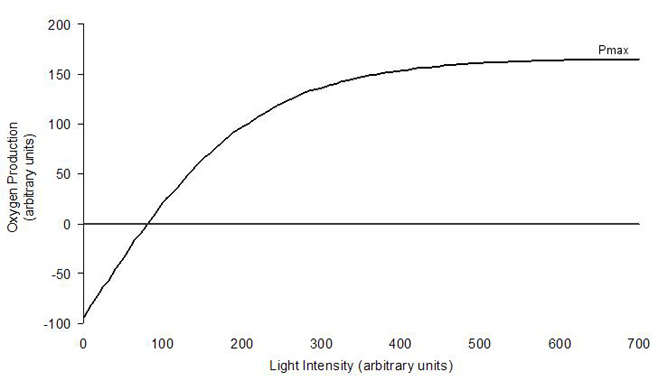 200
Pmax
150
100
50
0
-50
-100
Oxygen Production
(arbitrary units)
0 100 200 300 400 500 600 700
Light Intensity (arbitrary units)